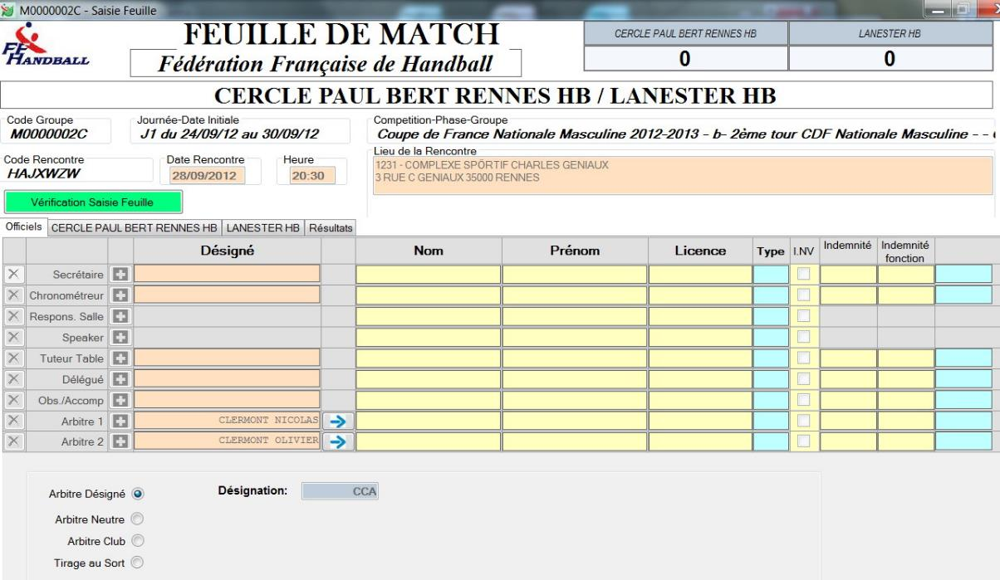 M0000002C - Saisie Feuille
FF HANDBALL
FEUILLE DE MATCH
Fédération Française de Handball
CERCLE PAUL BERT RENNES HB
LANESTER HB
0
0
CERCLE PAUL BERT RENNES HB / LANESTER HB
Code Groupe
M0000002C
Journée-Date Initiale
J1 du 24/09/12 au 30/09/12
Competition-Phase-Groupe
Coupe de France Nationale Masculine 2012-2013 - b- 2ème tour CDF Nationale Masculine - -
Code Rencontre
HAJXWZW
Date Rencontre
28/09/2012
Heure
20:30
Lieu de la Rencontre
1231 - COMPLEXE SPÖRTIF CHARLES GENIAUX
3 RUE C GENIAUX 35000 RENNES
Vérification Saisie Feuille
Officiels CERCLE PAUL BERT RENNES HB LANESTER HB Résultats
Désigné Nom Prénom Licence Type I.NV Indemnité Indemnité fonction
Secrétaire
Chronométreur
Respons. Salle
Speaker
Tuteur Table
Délégué
Obs./Accomp
Arbitre 1 CLERMONT NICOLAS
Arbitre 2 CLERMONT OLIVIER
Arbitre Désigné
Désignation: CCA
Arbitre Neutre
Arbitre Club
Tirage au Sort